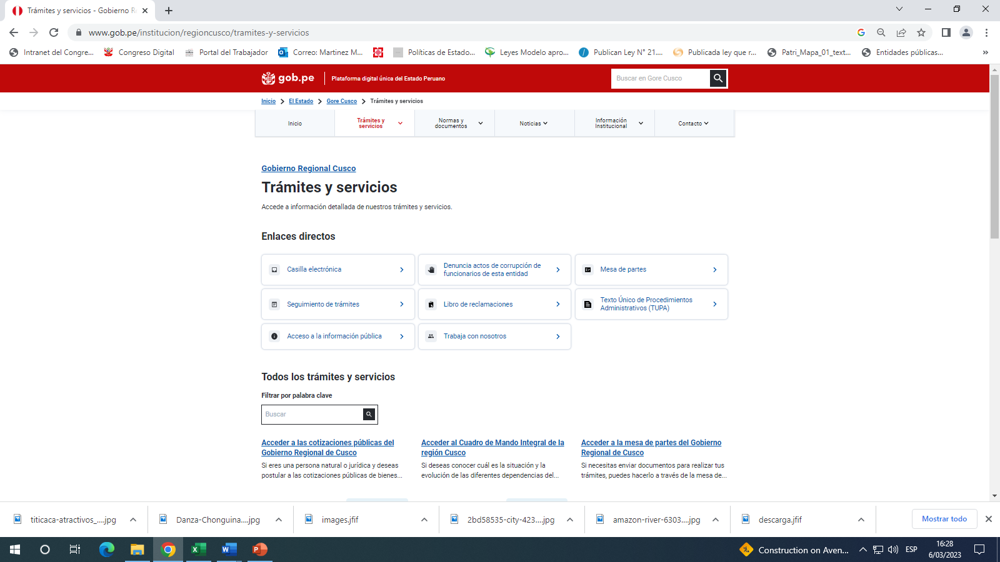 Trámites y servicios - Gobierno R
www.gob.pe/institucion/regioncusco/tramites-y-servicios
Intranet del Congre...
Congreso Digital
Portal del Trabajador
Correo: Martinez M...
Políticas de Estado...
Leyes Modelo apro...
Publican Ley N° 21....
Publicada ley que r...
Patri_Mapa_01_text...
Entidades públicas...
»
gob.pe
Plataforma digital única del Estado Peruano
Buscar en Gore Cusco
Inicio
El Estado
Gore Cusco
Trámites y servicios
Inicio
Trámites y
servicios
Normas y
documentos
Noticias
Información
Institucional
Contacto
Gobierno Regional Cusco
Trámites y servicios
Accede a información detallada de nuestros trámites y servicios.
Enlaces directos
Casilla electrónica
Denuncia actos de corrupción de
funcionarios de esta entidad
Mesa de partes
Seguimiento de trámites
Libro de reclamaciones
Texto Único de Procedimientos
Administrativos (TUPA)
Acceso a la información pública
Trabaja con nosotros
Todos los trámites y servicios
Filtrar por palabra clave
Buscar
Acceder a las cotizaciones públicas del
Gobierno Regional de Cusco
Si eres una persona natural o jurídica y deseas
postular a las cotizaciones públicas de bienes...
Acceder al Cuadro de Mando Integral de la
región Cusco
Si deseas conocer cuál es la situación y la
evolución de las diferentes dependencias del...
Acceder a la mesa de partes del Gobierno
Regional de Cusco
Si necesitas enviar documentos para realizar tus
trámites, puedes hacerlo a través de la mesa de...
titicaca-atractivos_....jpg
Danza-Chonguina....jpg
images.jfif
2bd58535-city-423....jpg
amazon-river-6303....jpg
descarga.jfif
Mostrar todo
Construction on Aven...
ESP
16:28
6/03/2023